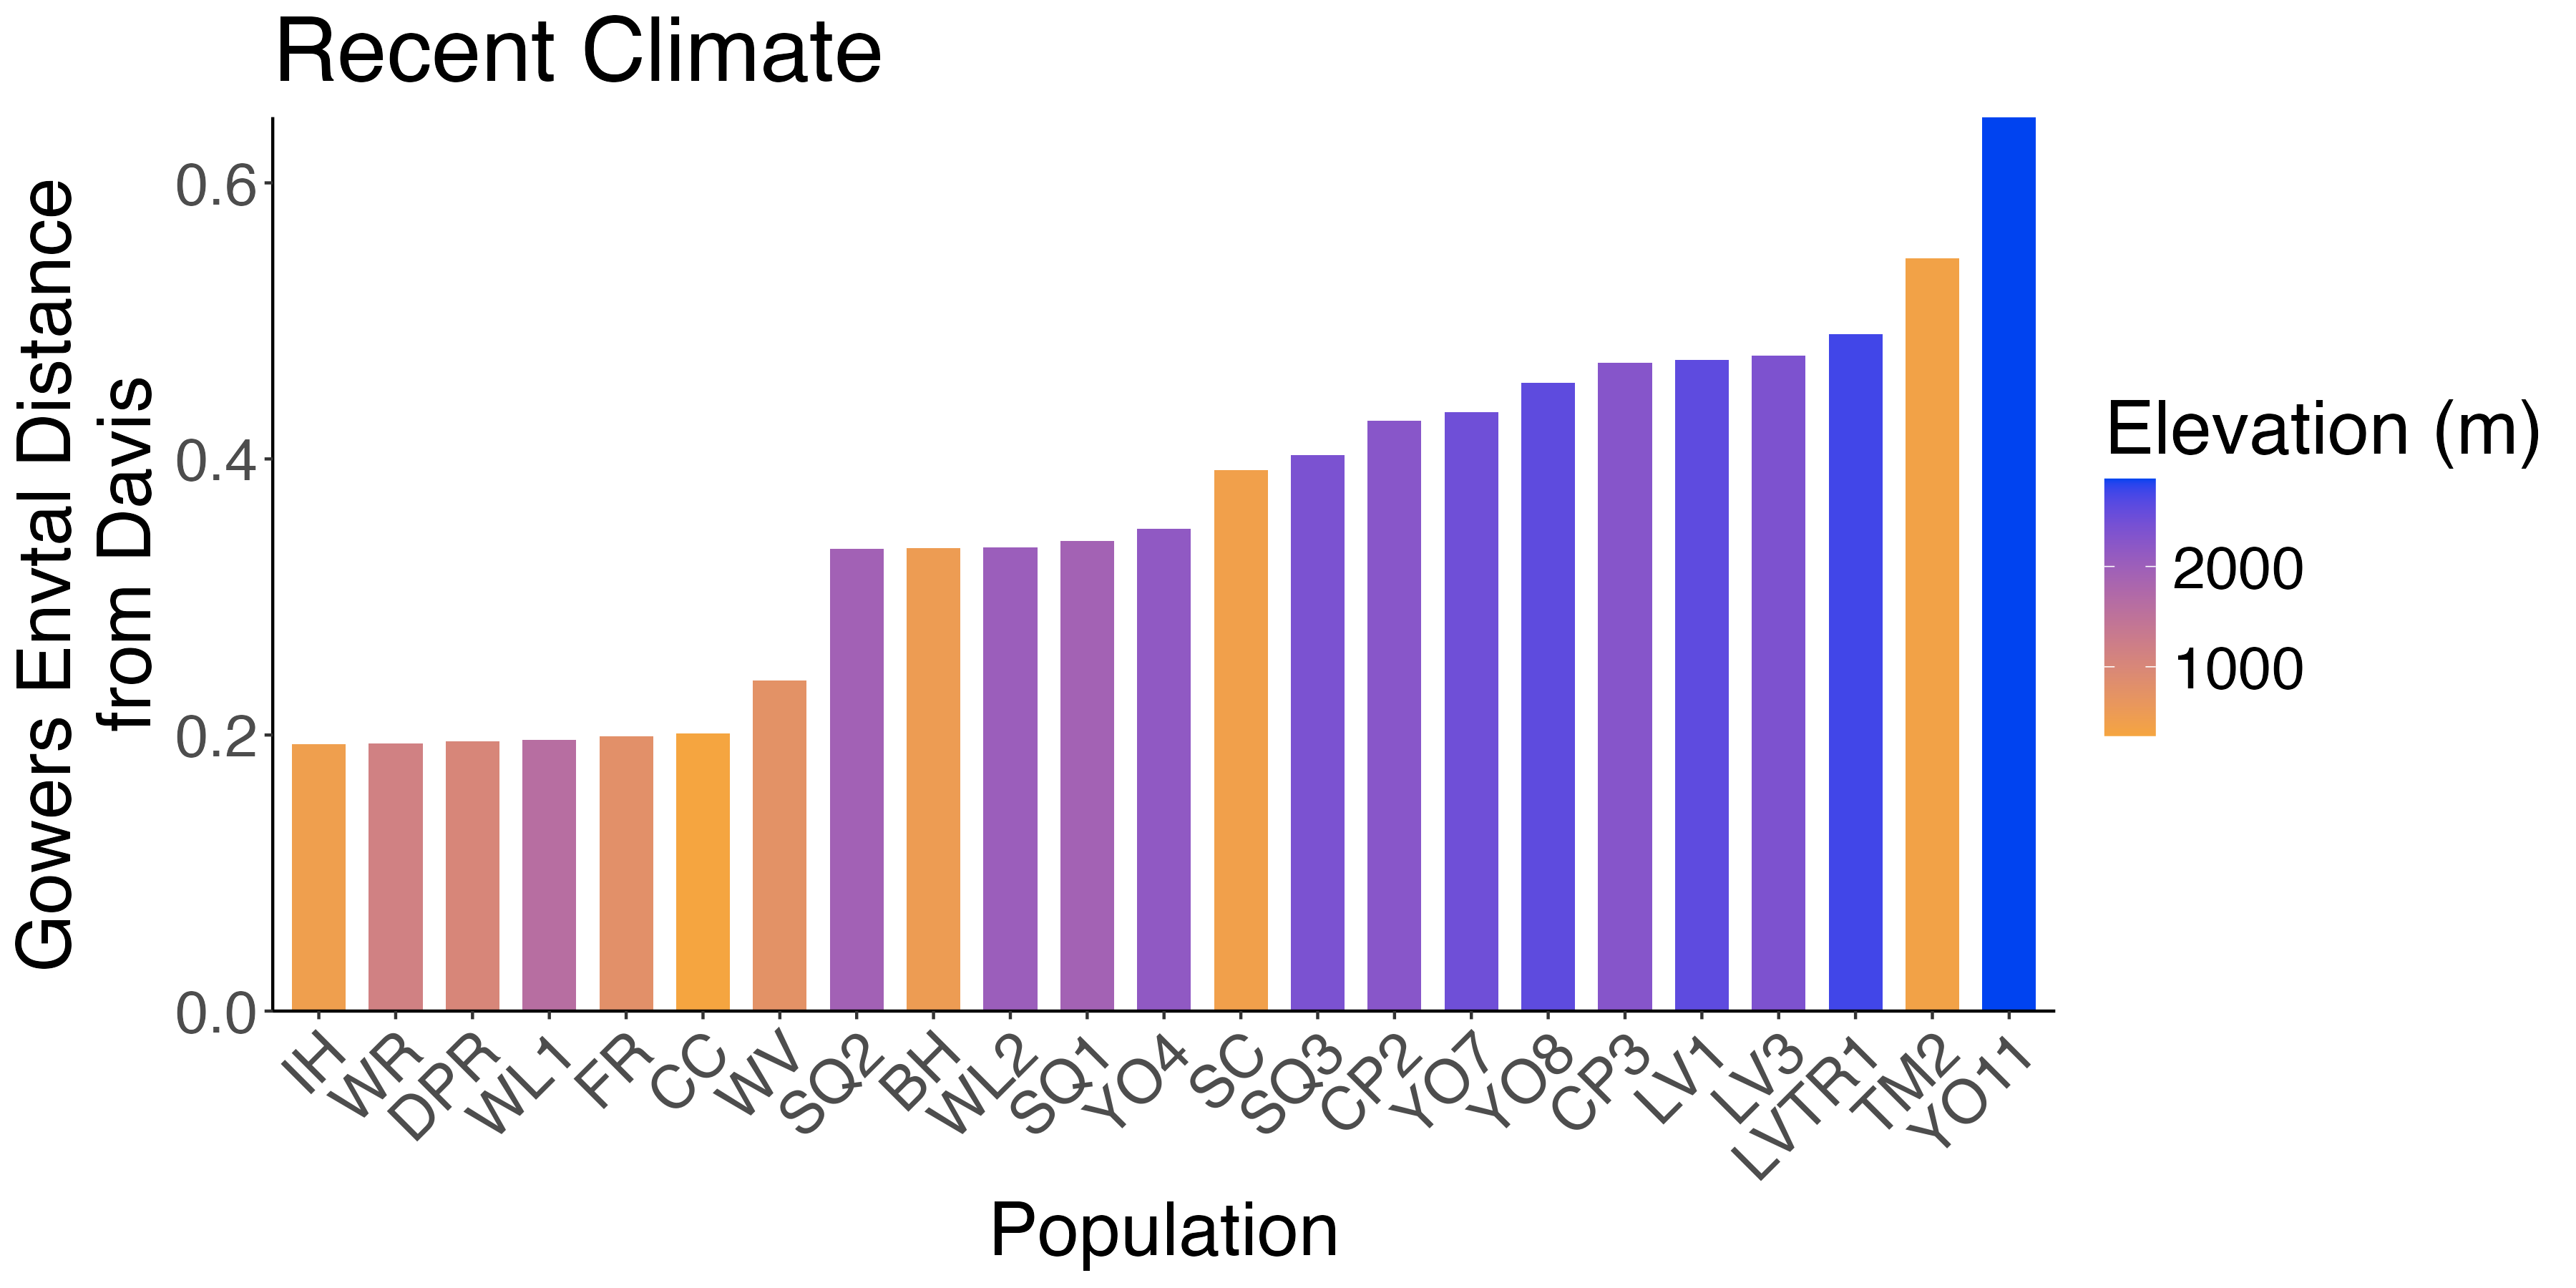 Recent Climate
Gowers Envtal Distance
from Davis
0.6
0.4
0.2
0.0
IH
WR
DPR
WL1
FR
CC
WV
SQ2
BH
WL2
SQ1
YO4
SC
SQ3
CP2
YO7
YO8
CP3
LV1
LV3
LVTR1
TM2
YO11
Population
Elevation (m)
2000
1000